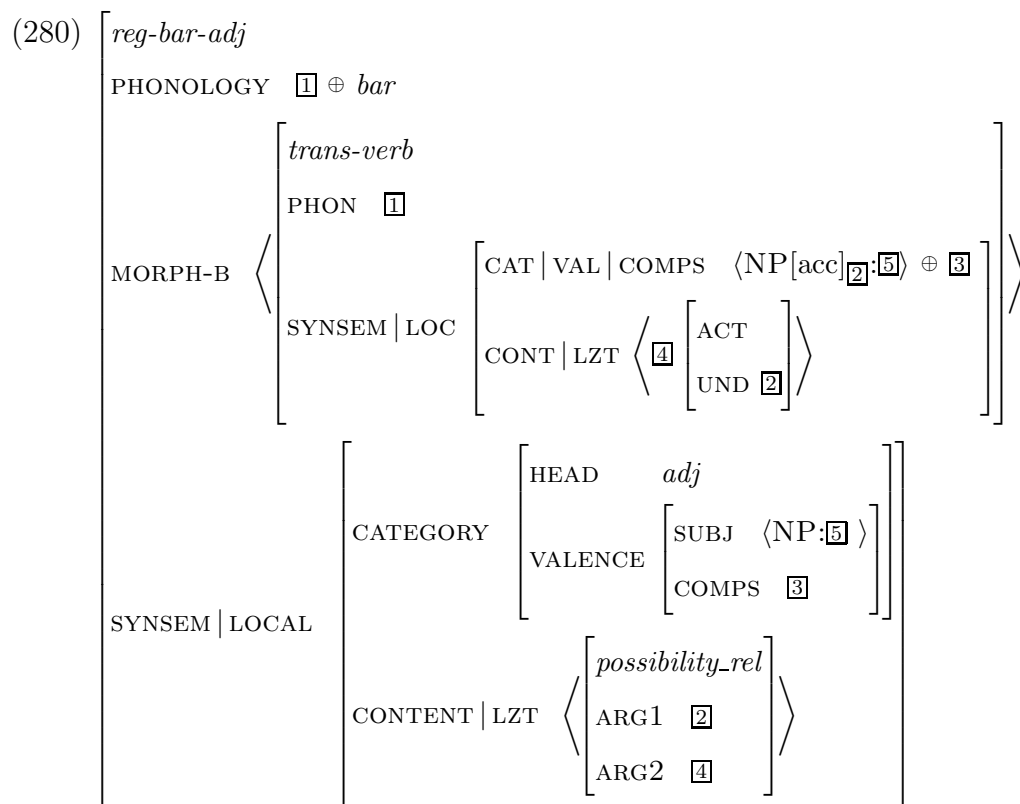 (280) reg-bar-adj
PHONOLOGY 1 ⊕ bar
trans-verb
PHON 1
MORPH-B ⟨ SYNSEM | LOC CAT | VAL | COMPS ⟨NP[acc]2:5⟩ ⊕ 3 ⟩
CONT | LZT ⟨ 4 ACT
UND 2 ⟩
HEAD adj
CATEGORY VALENCE SUBJ ⟨NP:5 ⟩
COMPS 3
SYNSEM | LOCAL
possibility_rel
CONTENT | LZT ⟨ ARG1 2 ⟩
ARG2 4